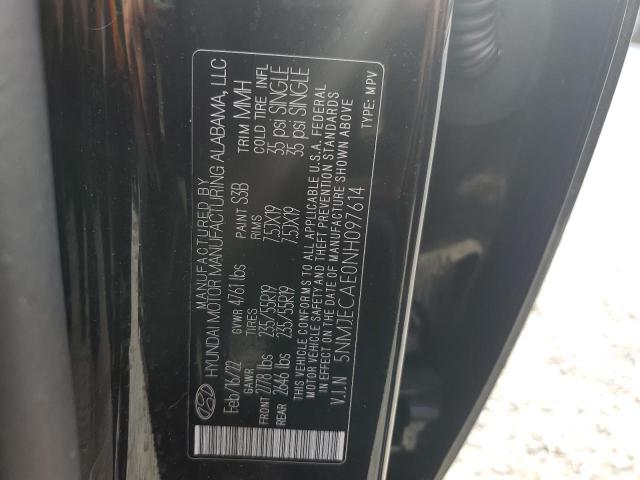 MANUFACTURED BY
HYUNDAI MOTOR MANUFACTURING ALABAMA, LLC
Feb/16/22 GVWR 4761lbs PAINT S3B TRIM MMH
GAWR TIRES RIMS COLD TIRE INFL
FRONT 2778 lbs 235/55R19 7.5JX19 35 psi SINGLE
REAR 2646 lbs 235/55R19 7.5JX19 35 psi SINGLE
THIS VEHICLE CONFORMS TO ALL APPLICABLE U.S.A. FEDERAL
MOTOR VEHICLE SAFETY AND THEFT PREVENTION STANDARDS
IN EFFECT ON THE DATE OF MANUFACTURE SHOWN ABOVE
V.I.N 5NMJECAE0NH097614 TYPE: MPV